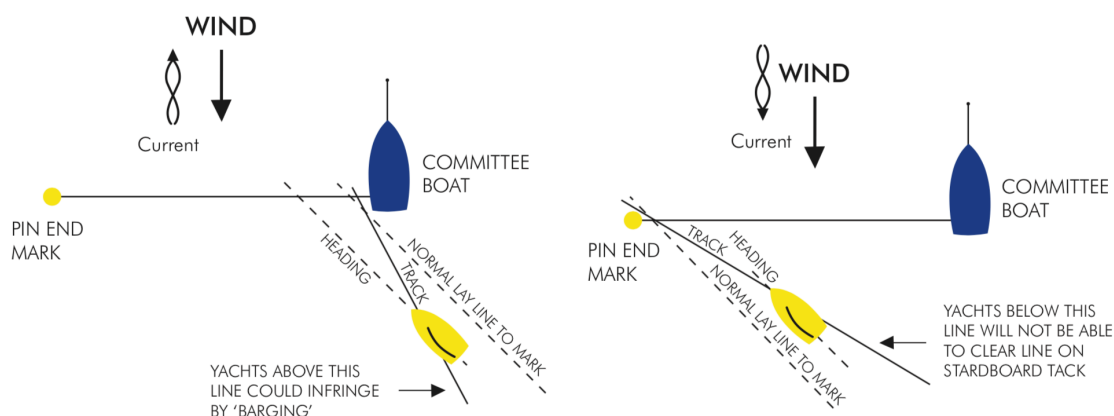 WIND
Current
COMMITTEE
BOAT
PIN END
MARK
HEADING
TRACK
NORMAL LAY LINE TO MARK
YACHTS ABOVE THIS
LINE COULD INFRINGE
BY ‘BARGING’
WIND
Current
COMMITTEE
BOAT
PIN END
MARK
TRACK
HEADING
NORMAL LAY LINE TO MARK
YACHTS BELOW THIS
LINE WILL NOT BE ABLE
TO CLEAR LINE ON
STARDBOARD TACK